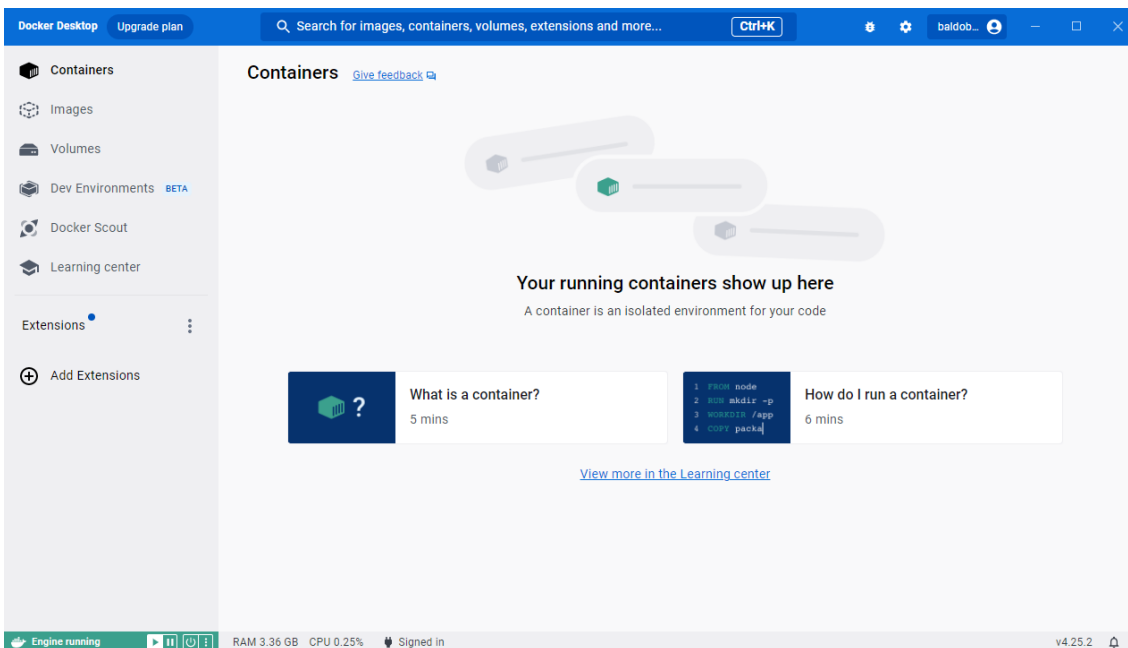 Docker Desktop Upgrade plan Search for images, containers, volumes, extensions and more... Ctrl+K baldob...
Containers
Images
Volumes
Dev Environments BETA
Docker Scout
Learning center
Extensions
Add Extensions
Containers Give feedback
Your running containers show up here
A container is an isolated environment for your code
?
What is a container?
5 mins
1 FROM node
2 RUN mkdir -p
3 WORKDIR /app
4 COPY packa
How do I run a container?
6 mins
View more in the Learning center
Engine running RAM 3.36 GB CPU 0.25% Signed in v4.25.2